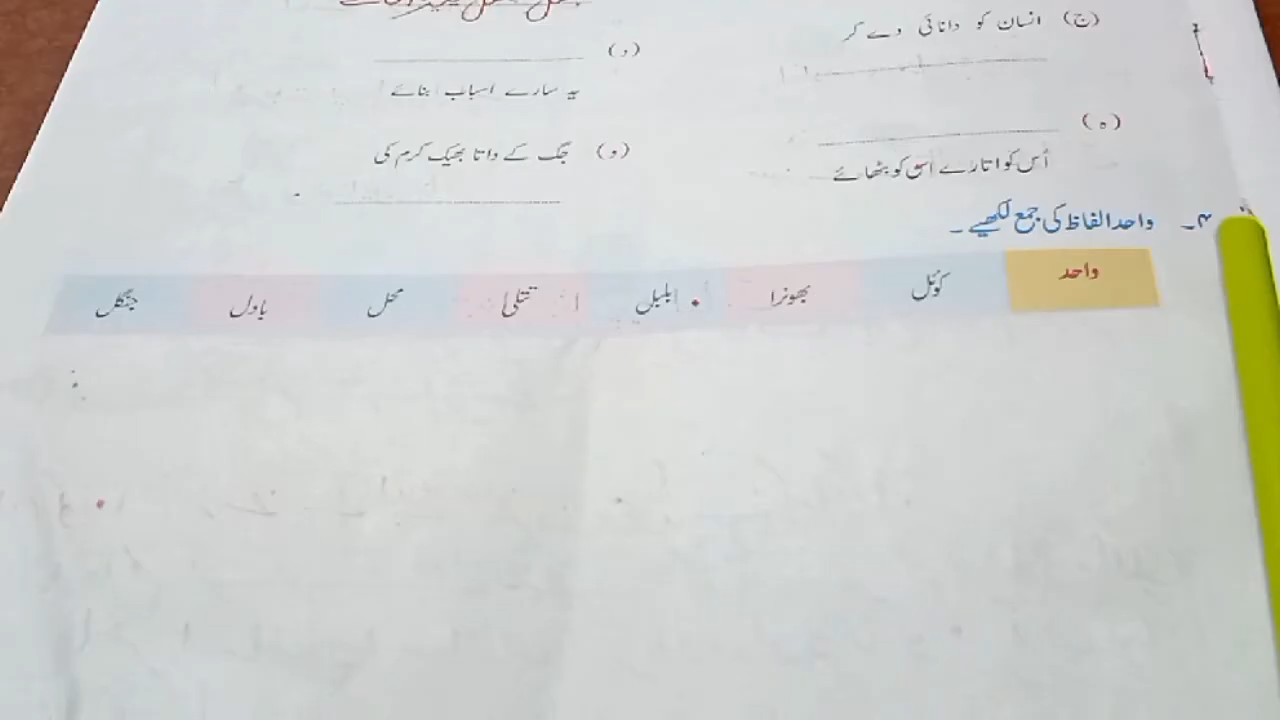 (ج) انسان کو دانائی دے کر
(د)
یہ سارے اسباب بنائے
(ہ)
اُس کو اتارے اس کو بٹھائے
(و) جگ کے داتا بھیک کرم کی
۴۔ واحد الفاظ کی جمع لکھیے۔
واحد کوئل بھونرا بلبل تتلی محل بادل جنگل